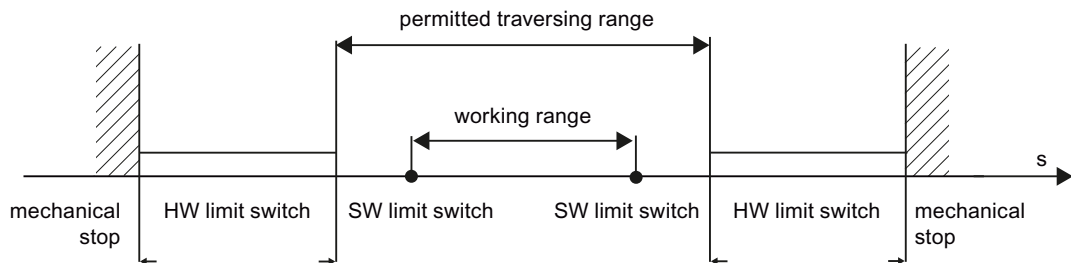 permitted traversing range
working range
s
mechanical stop
HW limit switch
SW limit switch
SW limit switch
HW limit switch
mechanical stop